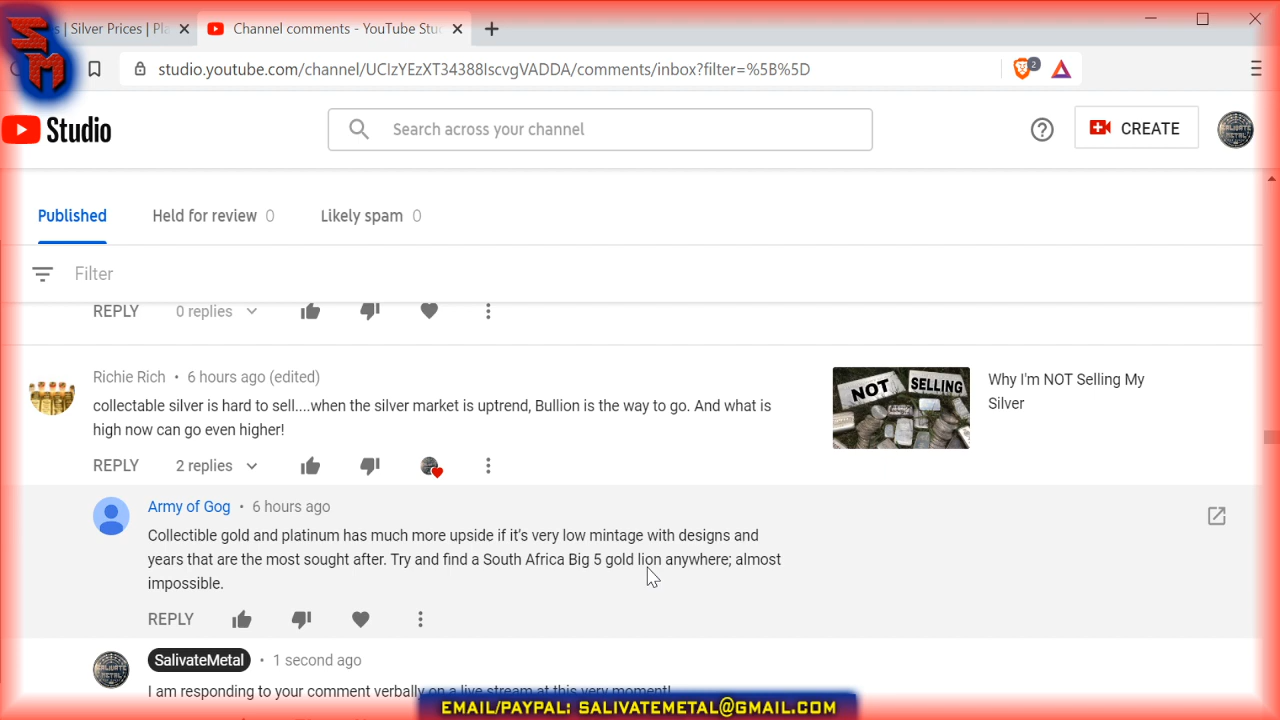 SM
s | Silver Prices | Pla
Channel comments - YouTube Stud
studio.youtube.com/channel/UCIzYEzXT34388IscvgVADDA/comments/inbox?filter=%5B%5D
2
Studio
Search across your channel
CREATE
Published
Held for review 0
Likely spam 0
Filter
REPLY 0 replies
Richie Rich • 6 hours ago (edited)
collectable silver is hard to sell....when the silver market is uptrend, Bullion is the way to go. And what is
high now can go even higher!
REPLY 2 replies
NOT SELLING
Why I'm NOT Selling My
Silver
Army of Gog • 6 hours ago
Collectible gold and platinum has much more upside if it's very low mintage with designs and
years that are the most sought after. Try and find a South Africa Big 5 gold lion anywhere; almost
impossible.
REPLY
SalivateMetal • 1 second ago
I am responding to your comment verbally on a live stream at this very moment!
EMAIL/PAYPAL: SALIVATEMETAL@GMAIL.COM